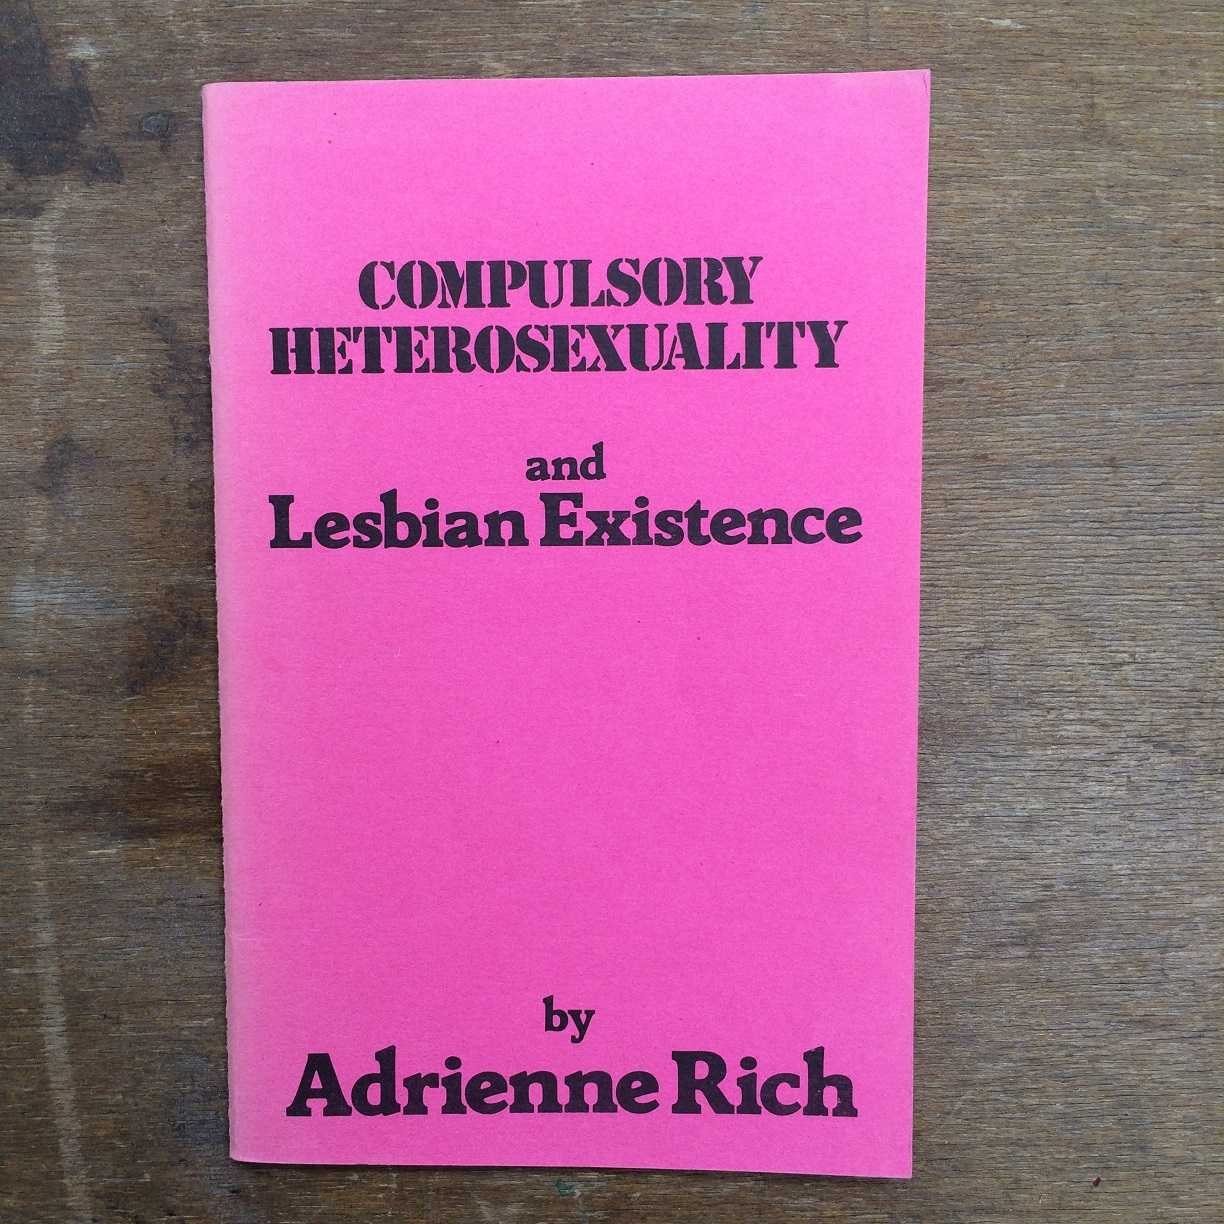 COMPULSORY
HETEROSEXUALITY
and
Lesbian Existence
by
Adrienne Rich